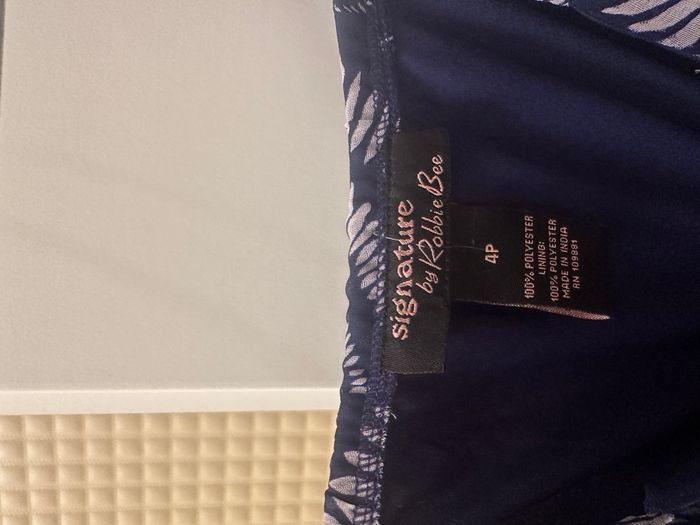 signature
by Robbie Bee
4P
100% POLYESTER
LINING:
100% POLYESTER
MADE IN INDIA
RN 109881